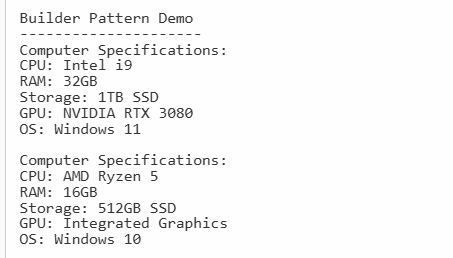 Builder Pattern Demo
---------------------
Computer Specifications:
CPU: Intel i9
RAM: 32GB
Storage: 1TB SSD
GPU: NVIDIA RTX 3080
OS: Windows 11

Computer Specifications:
CPU: AMD Ryzen 5
RAM: 16GB
Storage: 512GB SSD
GPU: Integrated Graphics
OS: Windows 10